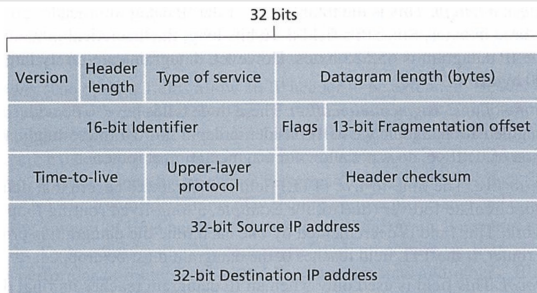 32 bits
Version
Header
length
Type of service
Datagram length (bytes)
16-bit Identifier
Flags
13-bit Fragmentation offset
Time-to-live
Upper-layer
protocol
Header checksum
32-bit Source IP address
32-bit Destination IP address